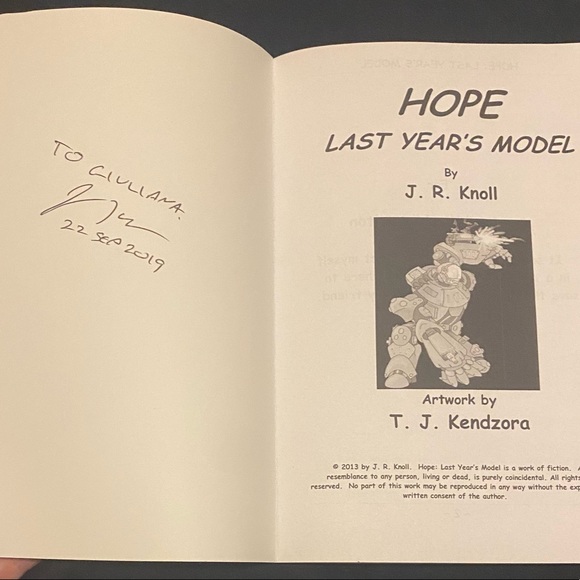 TO GIULIANA.
22 SEP 2019
HOPE
LAST YEAR'S MODEL
By
J. R. Knoll
Artwork by
T. J. Kendzora
© 2013 by J. R. Knoll. Hope: Last Year's Model is a work of fiction. A
resemblance to any person, living or dead, is purely coincidental. All rights
reserved. No part of this work may be reproduced in any way without the exp
written consent of the author.